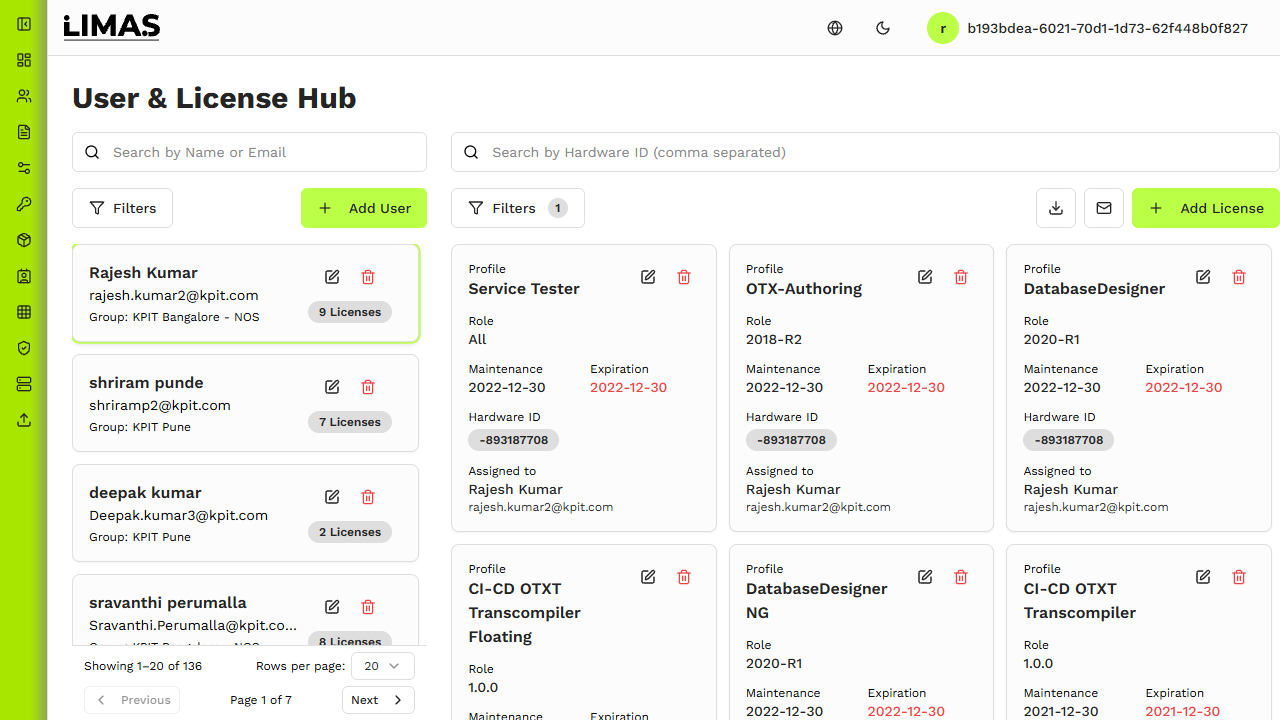 LIMAS
r
b193bdea-6021-70d1-1d73-62f448b0f827
User & License Hub
Search by Name or Email
Search by Hardware ID (comma separated)
Filters
Add User
Filters 1
Add License
Rajesh Kumar
rajesh.kumar2@kpit.com
Group: KPIT Bangalore - NOS
9 Licenses
shriram punde
shriramp2@kpit.com
Group: KPIT Pune
7 Licenses
deepak kumar
Deepak.kumar3@kpit.com
Group: KPIT Pune
2 Licenses
sravanthi perumalla
Sravanthi.Perumalla@kpit.co...
Group: KPIT Bangalore - NOS
8 Licenses
Showing 1–20 of 136
Rows per page: 20
Previous
Page 1 of 7
Next
Profile
Service Tester
Role
All
Maintenance Expiration
2022-12-30 2022-12-30
Hardware ID
-893187708
Assigned to
Rajesh Kumar
rajesh.kumar2@kpit.com
Profile
OTX-Authoring
Role
2018-R2
Maintenance Expiration
2022-12-30 2022-12-30
Hardware ID
-893187708
Assigned to
Rajesh Kumar
rajesh.kumar2@kpit.com
Profile
DatabaseDesigner
Role
2020-R1
Maintenance Expiration
2022-12-30 2022-12-30
Hardware ID
-893187708
Assigned to
Rajesh Kumar
rajesh.kumar2@kpit.com
Profile
CI-CD OTXT
Transcompiler
Floating
Role
1.0.0
Maintenance Expiration
Profile
DatabaseDesigner
NG
Role
2020-R1
Maintenance Expiration
2022-12-30 2022-12-30
Profile
CI-CD OTXT
Transcompiler
Role
1.0.0
Maintenance Expiration
2021-12-30 2021-12-30